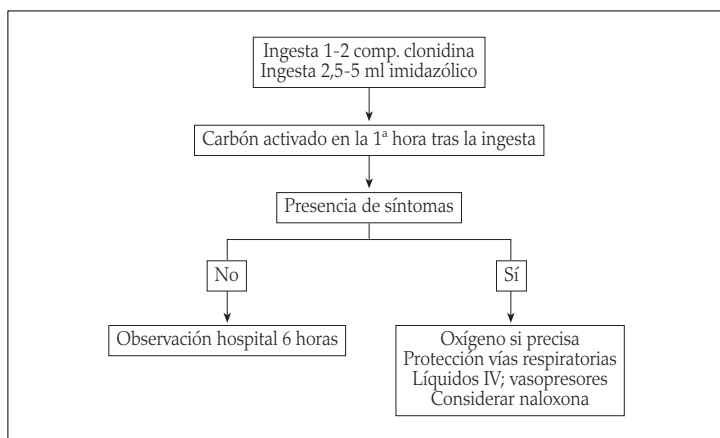 Ingesta 1-2 comp. clonidina
Ingesta 2,5-5 ml imidazólico
Carbón activado en la 1ª hora tras la ingesta
Presencia de síntomas
No
Sí
Observación hospital 6 horas
Oxígeno si precisa
Protección vías respiratorias
Líquidos IV; vasopresores
Considerar naloxona